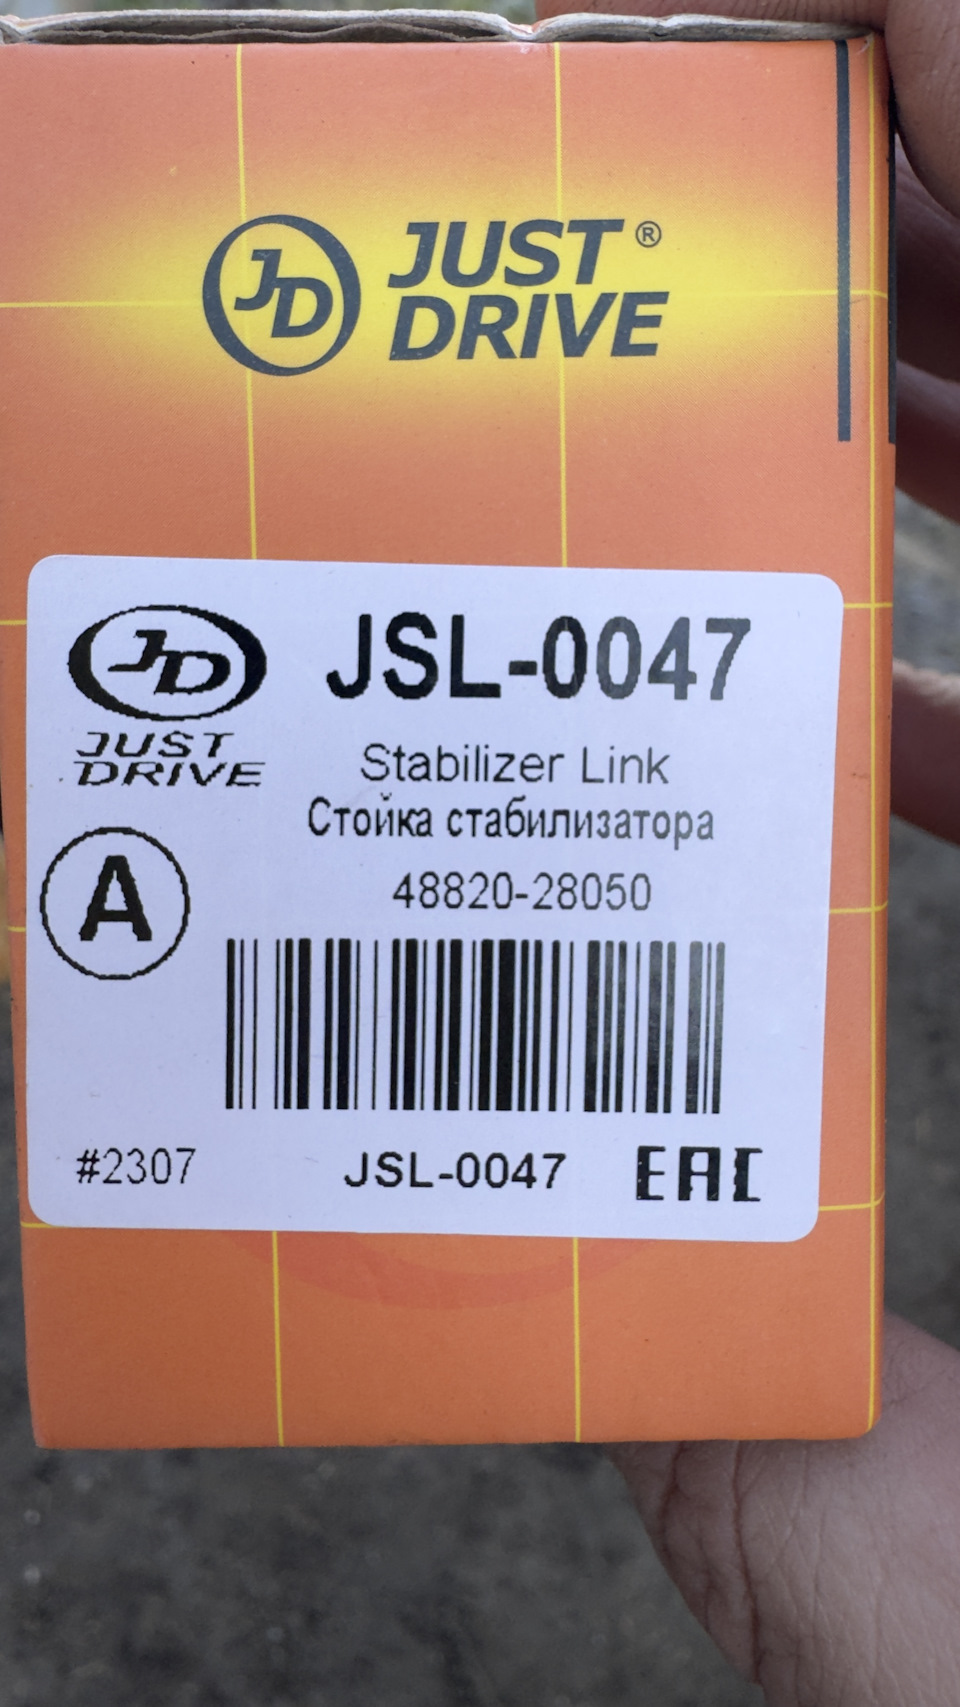 JD JUST ®
DRIVE
JD JSL-0047
JUST
DRIVE
Stabilizer Link
Стойка стабилизатора
A
48820-28050
#2307 JSL-0047 EAC